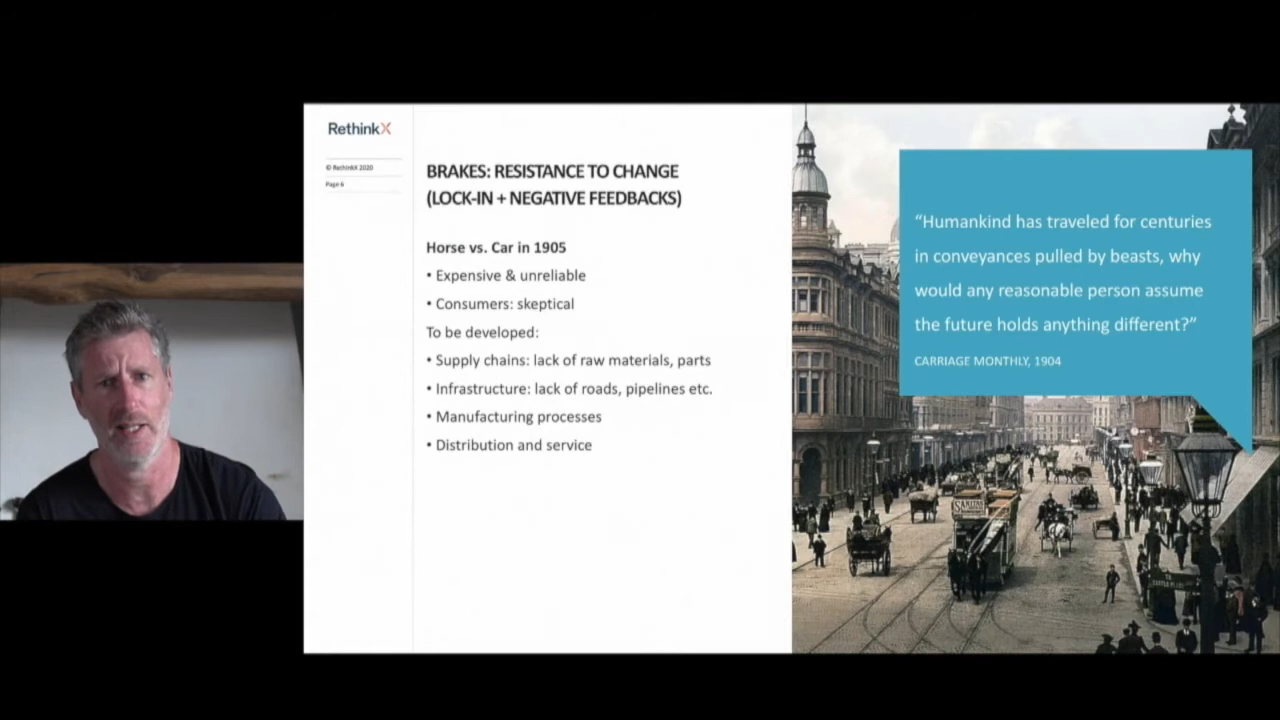 RethinkX
© RethinkX 2020
Page 6
BRAKES: RESISTANCE TO CHANGE
(LOCK-IN + NEGATIVE FEEDBACKS)
Horse vs. Car in 1905
• Expensive & unreliable
• Consumers: skeptical
To be developed:
• Supply chains: lack of raw materials, parts
• Infrastructure: lack of roads, pipelines etc.
• Manufacturing processes
• Distribution and service
“Humankind has traveled for centuries
in conveyances pulled by beasts, why
would any reasonable person assume
the future holds anything different?”
CARRIAGE MONTHLY, 1904